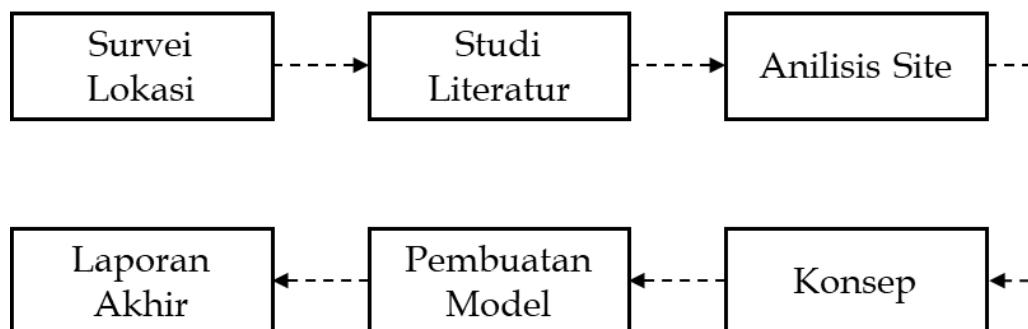 Survei
Lokasi
Studi
Literatur
Anilisis Site
Laporan
Akhir
Pembuatan
Model
Konsep